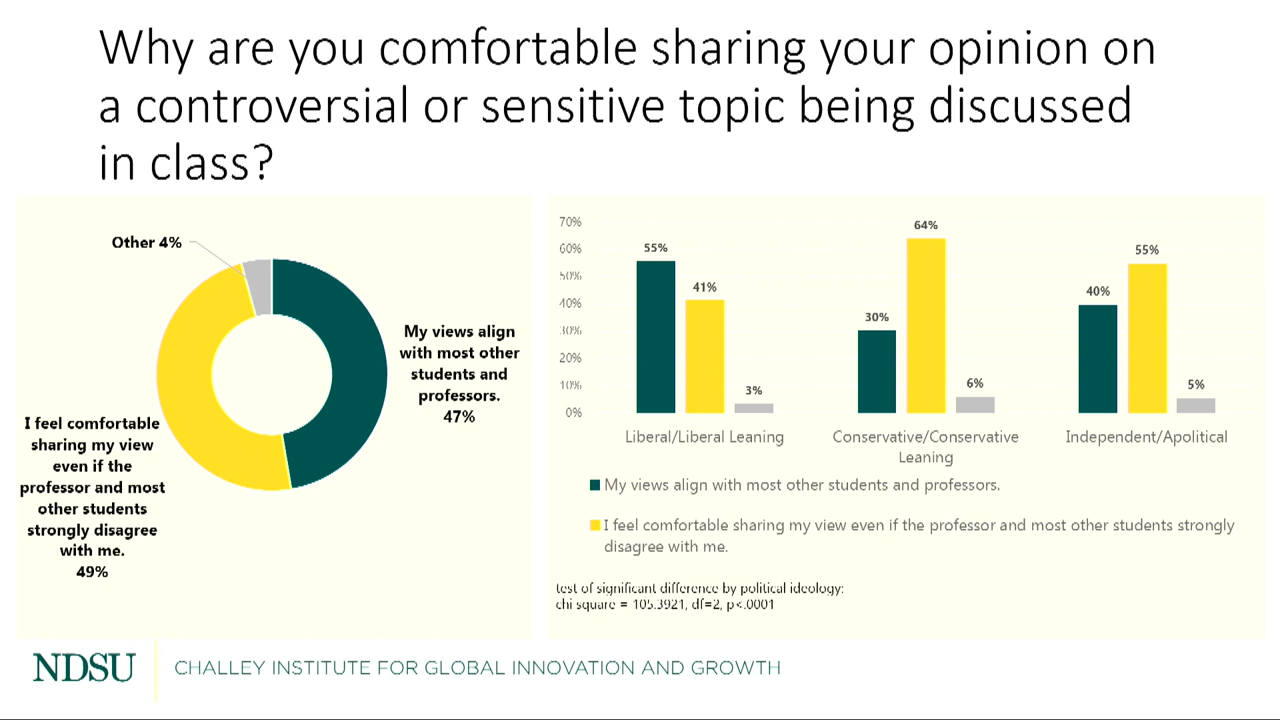 Why are you comfortable sharing your opinion on
a controversial or sensitive topic being discussed
in class?
Other 4%
My views align
with most other
students and
professors.
47%
I feel comfortable
sharing my view
even if the
professor and most
other students
strongly disagree
with me.
49%
70%
60%
50%
40%
30%
20%
10%
0%
55%
41%
3%
30%
64%
6%
40%
55%
5%
Liberal/Liberal Leaning
Conservative/Conservative
Leaning
Independent/Apolitical
My views align with most other students and professors.
I feel comfortable sharing my view even if the professor and most other students strongly
disagree with me.
test of significant difference by political ideology:
chi square = 105.3921, df=2, p<.0001
NDSU
CHALLEY INSTITUTE FOR GLOBAL INNOVATION AND GROWTH